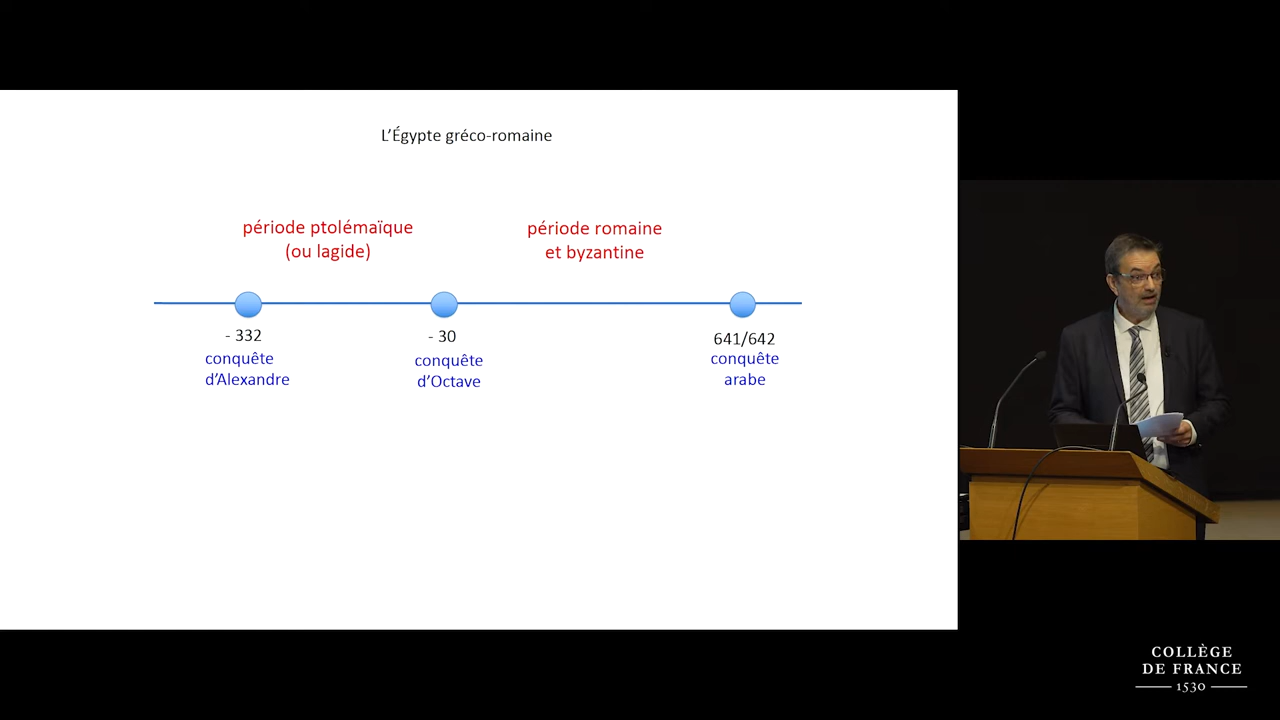 L'Égypte gréco-romaine
période ptolémaïque
(ou lagide)
période romaine
et byzantine
- 332
conquête
d'Alexandre
- 30
conquête
d'Octave
641/642
conquête
arabe
COLLÈGE
DE FRANCE
1530